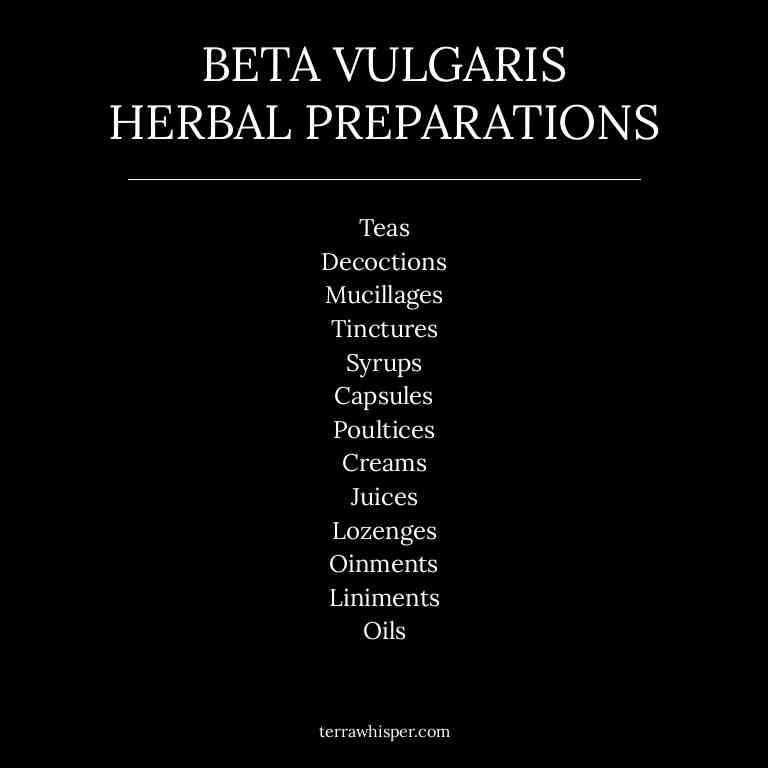 BETA VULGARIS
HERBAL PREPARATIONS
Teas
Decoctions
Mucillages
Tinctures
Syrups
Capsules
Poultices
Creams
Juices
Lozenges
Oinments
Liniments
Oils
terrawhisper.com